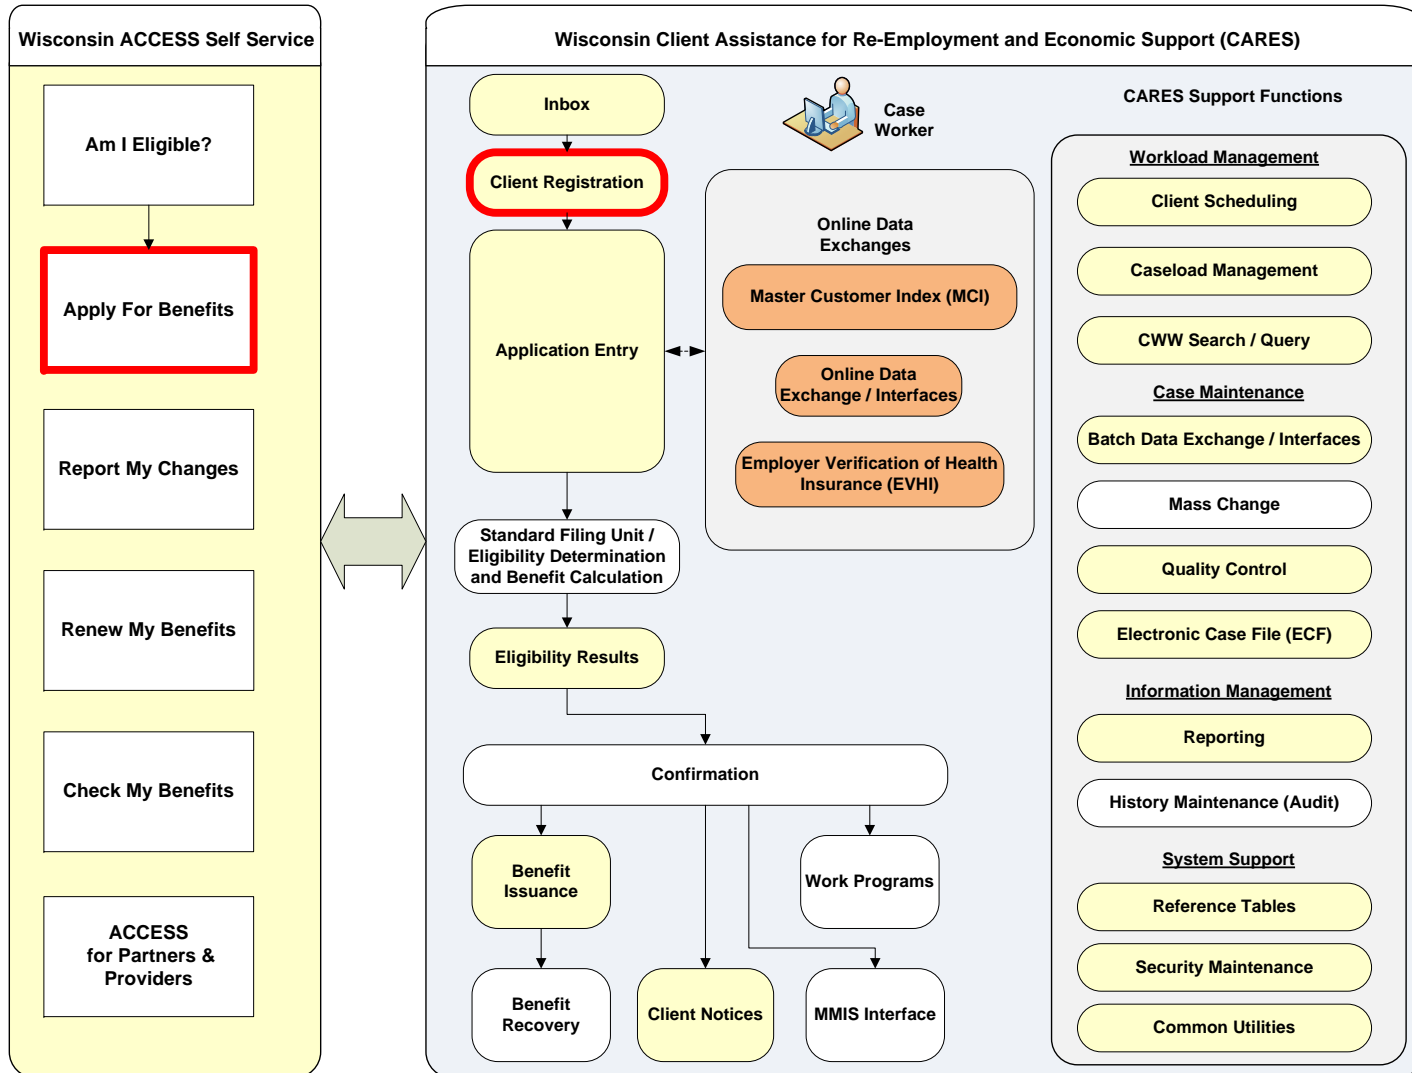 Wisconsin ACCESS Self Service
Am I Eligible?
Apply For Benefits
Report My Changes
Renew My Benefits
Check My Benefits
ACCESS
for Partners &
Providers
Wisconsin Client Assistance for Re-Employment and Economic Support (CARES)
Inbox
Client Registration
Application Entry
Standard Filing Unit /
Eligibility Determination
and Benefit Calculation
Eligibility Results
Confirmation
Benefit
Issuance
Work Programs
Benefit
Recovery
Client Notices
MMIS Interface
Case
Worker
Online Data
Exchanges
Master Customer Index (MCI)
Online Data
Exchange / Interfaces
Employer Verification of Health
Insurance (EVHI)
CARES Support Functions
Workload Management
Client Scheduling
Caseload Management
CWW Search / Query
Case Maintenance
Batch Data Exchange / Interfaces
Mass Change
Quality Control
Electronic Case File (ECF)
Information Management
Reporting
History Maintenance (Audit)
System Support
Reference Tables
Security Maintenance
Common Utilities